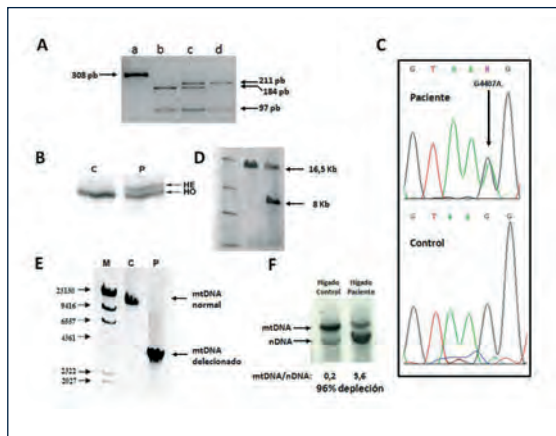 A
a b c d
308 pb
211 pb
184 pb
97 pb
B
C P
HE
HO
D
16,5 Kb
8 Kb
C
G T A A R G
G4407A
Paciente
G T A A G G
Control
E
M C P
23130
9416
6557
4361
2322
2027
mtDNA
normal
mtDNA
delecionado
F
Hígado
Control
Hígado
Paciente
mtDNA
nDNA
mtDNA/nDNA: 0,2 5,6
96% depleción